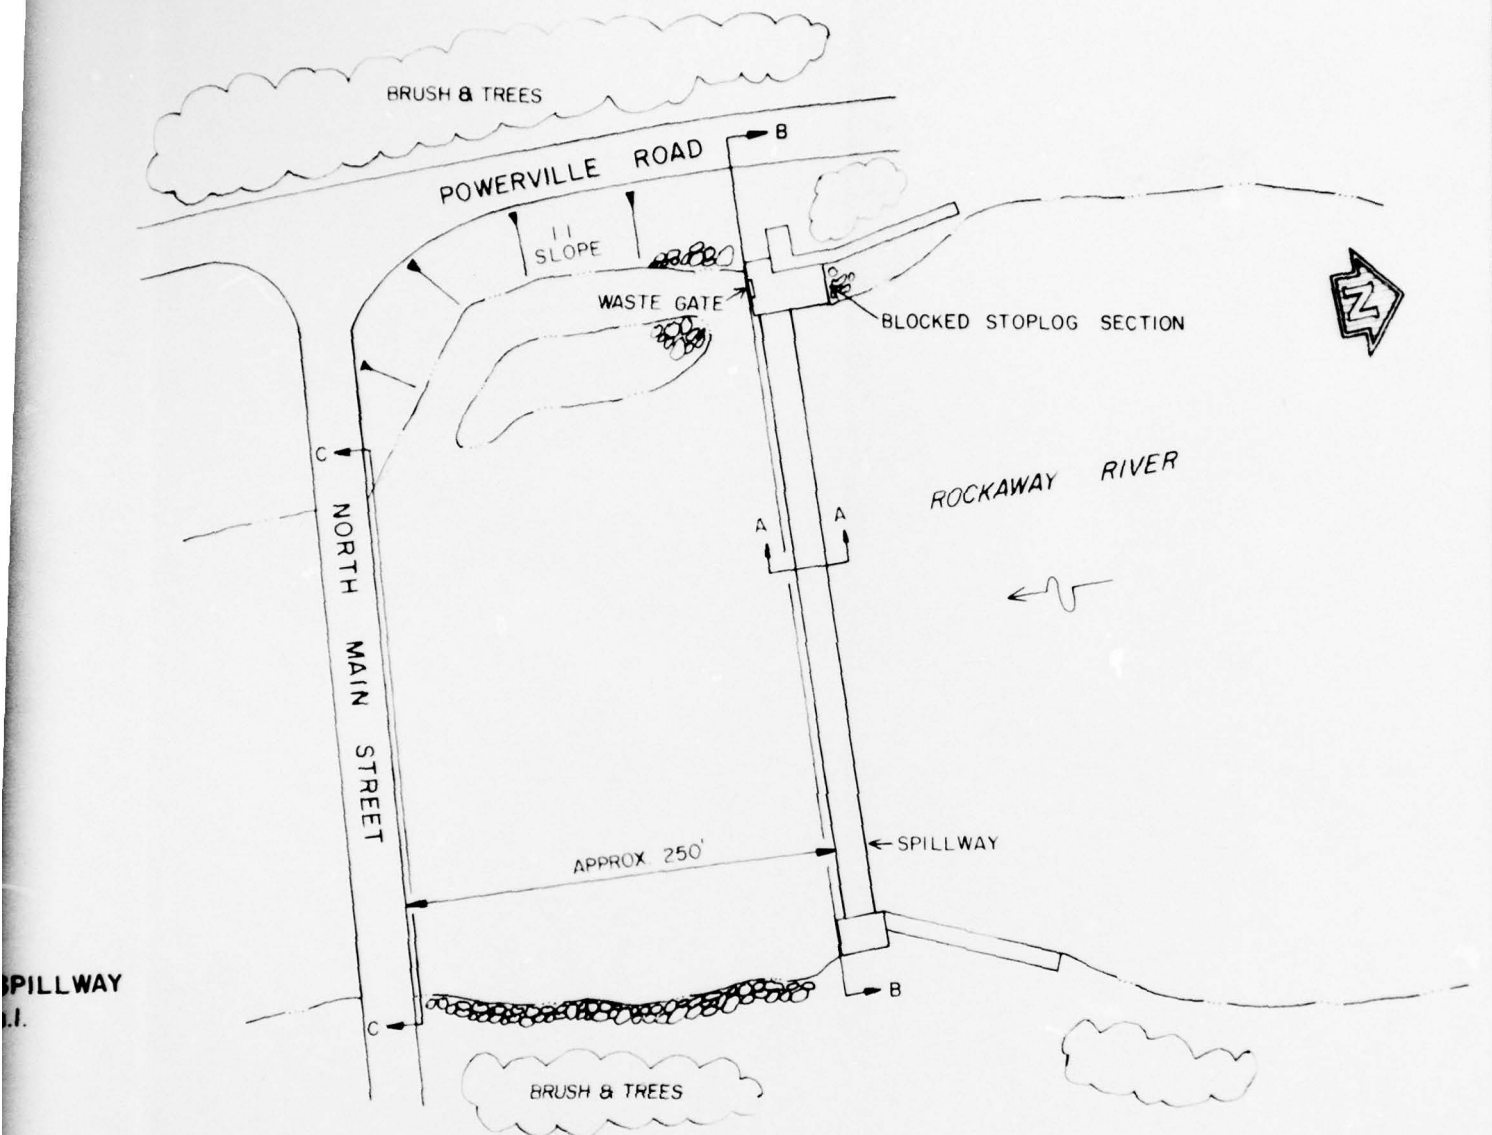 BRUSH & TREES
B
POWERVILLE ROAD
1 1
SLOPE
WASTE GATE
BLOCKED STOPLOG SECTION
N
C
ROCKAWAY RIVER
A A
NORTH MAIN STREET
SPILLWAY
APPROX. 250'
SPILLWAY
B
C
BRUSH & TREES